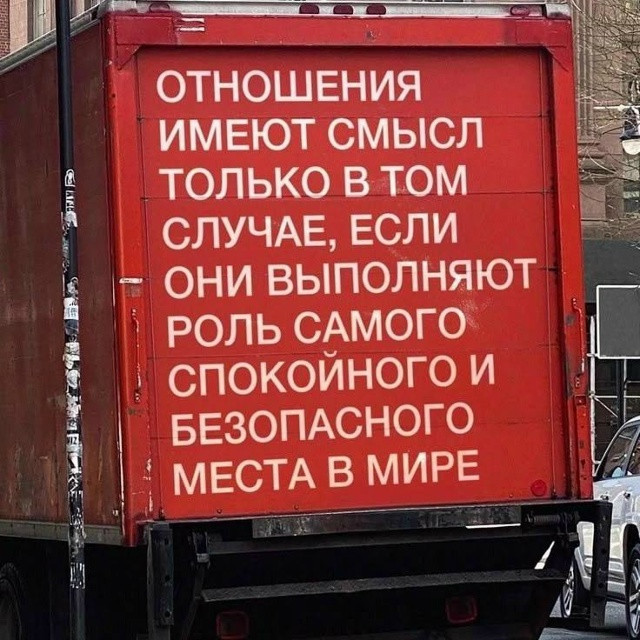 ОТНОШЕНИЯ
ИМЕЮТ СМЫСЛ
ТОЛЬКО В ТОМ
СЛУЧАЕ, ЕСЛИ
ОНИ ВЫПОЛНЯЮТ
РОЛЬ САМОГО
СПОКОЙНОГО И
БЕЗОПАСНОГО
МЕСТА В МИРЕ